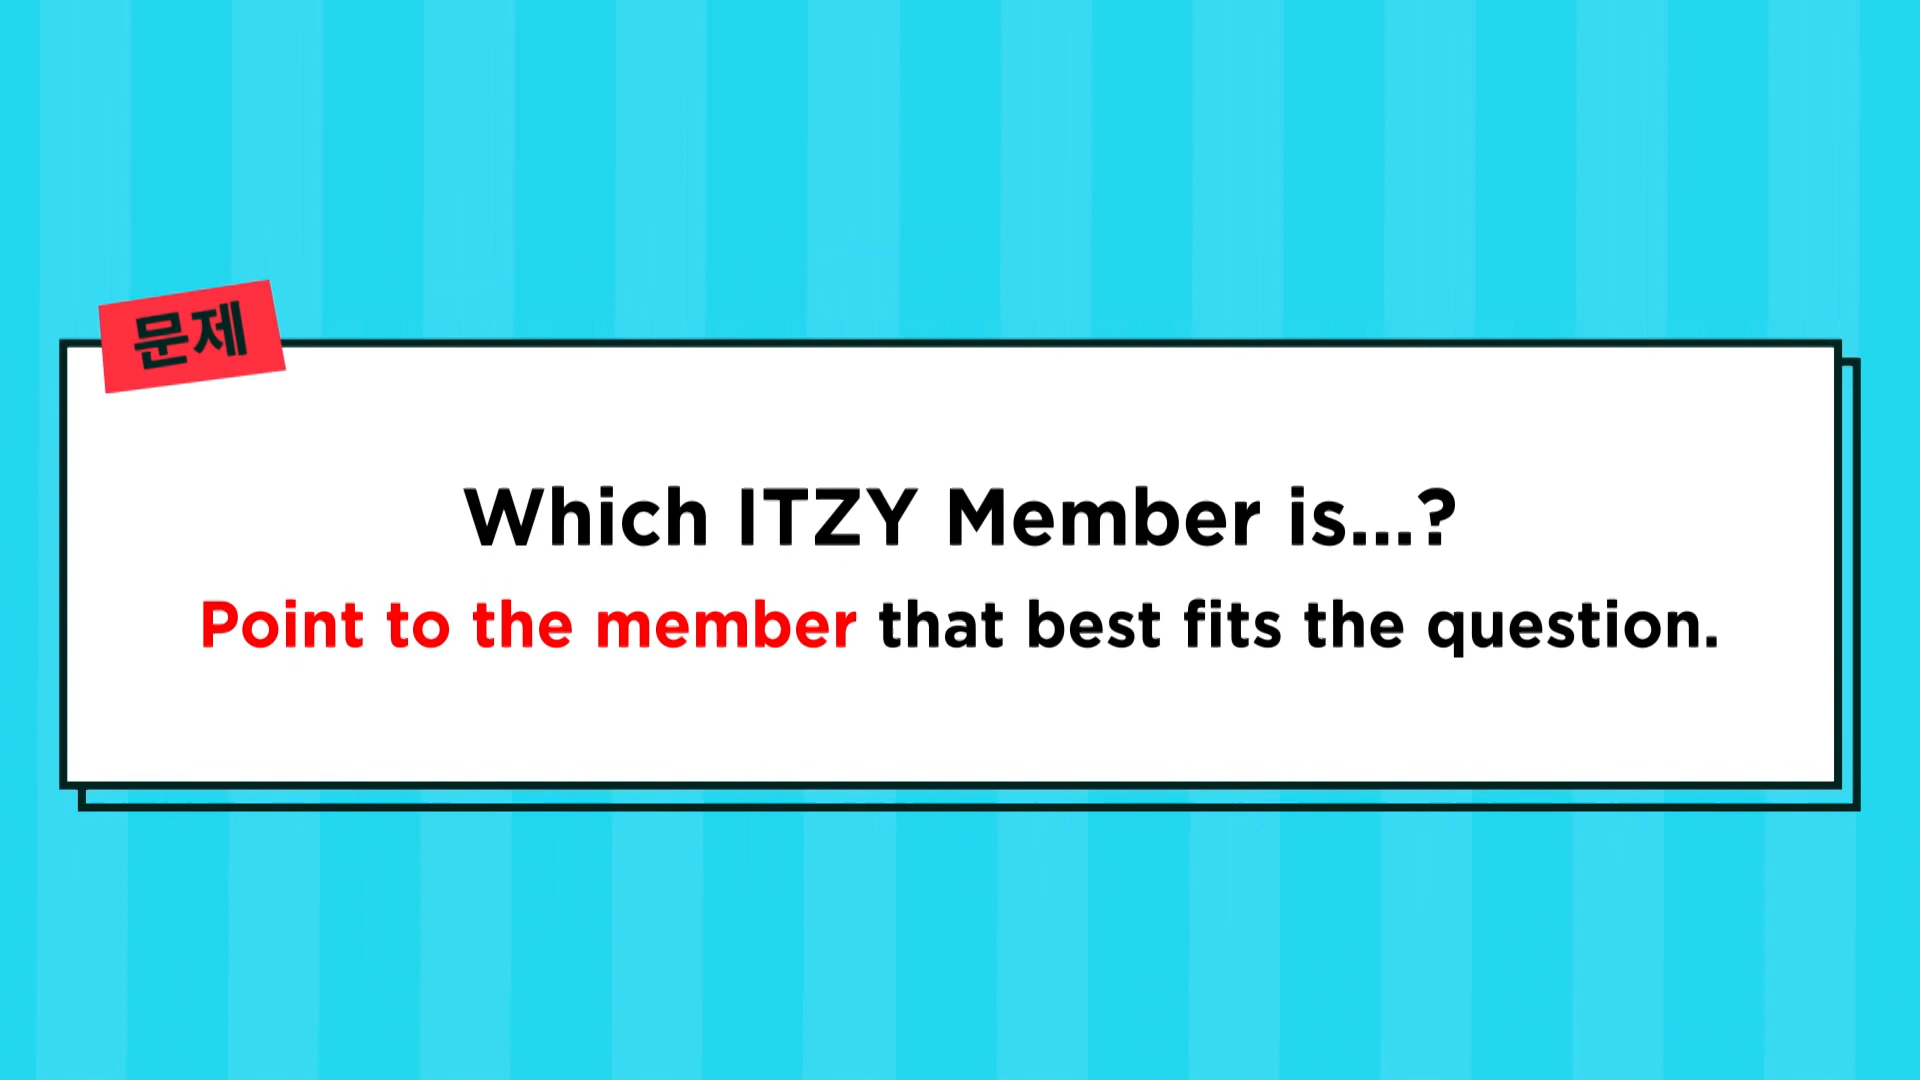 문제
Which ITZY Member is...?
Point to the member that best fits the question.